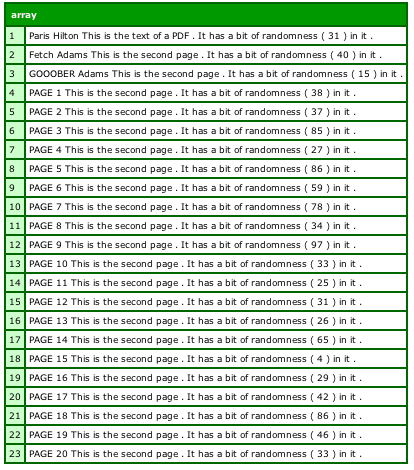 array
1 Paris Hilton This is the text of a PDF . It has a bit of randomness ( 31 ) in it .
2 Fetch Adams This is the second page . It has a bit of randomness ( 40 ) in it .
3 GOOOBER Adams This is the second page . It has a bit of randomness ( 15 ) in it .
4 PAGE 1 This is the second page . It has a bit of randomness ( 38 ) in it .
5 PAGE 2 This is the second page . It has a bit of randomness ( 37 ) in it .
6 PAGE 3 This is the second page . It has a bit of randomness ( 85 ) in it .
7 PAGE 4 This is the second page . It has a bit of randomness ( 27 ) in it .
8 PAGE 5 This is the second page . It has a bit of randomness ( 86 ) in it .
9 PAGE 6 This is the second page . It has a bit of randomness ( 59 ) in it .
10 PAGE 7 This is the second page . It has a bit of randomness ( 78 ) in it .
11 PAGE 8 This is the second page . It has a bit of randomness ( 34 ) in it .
12 PAGE 9 This is the second page . It has a bit of randomness ( 97 ) in it .
13 PAGE 10 This is the second page . It has a bit of randomness ( 33 ) in it .
14 PAGE 11 This is the second page . It has a bit of randomness ( 25 ) in it .
15 PAGE 12 This is the second page . It has a bit of randomness ( 31 ) in it .
16 PAGE 13 This is the second page . It has a bit of randomness ( 26 ) in it .
17 PAGE 14 This is the second page . It has a bit of randomness ( 65 ) in it .
18 PAGE 15 This is the second page . It has a bit of randomness ( 4 ) in it .
19 PAGE 16 This is the second page . It has a bit of randomness ( 29 ) in it .
20 PAGE 17 This is the second page . It has a bit of randomness ( 42 ) in it .
21 PAGE 18 This is the second page . It has a bit of randomness ( 86 ) in it .
22 PAGE 19 This is the second page . It has a bit of randomness ( 46 ) in it .
23 PAGE 20 This is the second page . It has a bit of randomness ( 33 ) in it .